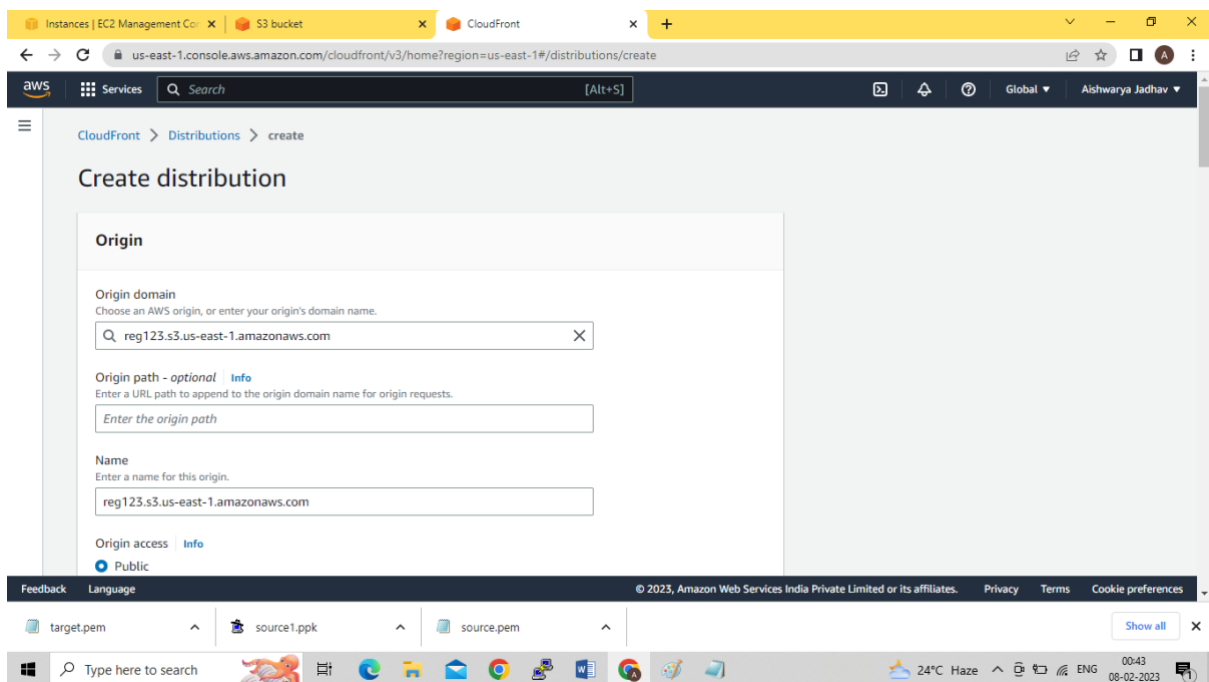 Instances | EC2 Management Con
S3 bucket
CloudFront
us-east-1.console.aws.amazon.com/cloudfront/v3/home?region=us-east-1#/distributions/create
A
aws
Services
Search
[Alt+S]
Global
Aishwarya Jadhav
CloudFront > Distributions > create
Create distribution
Origin
Origin domain
Choose an AWS origin, or enter your origin's domain name.
reg123.s3.us-east-1.amazonaws.com
Origin path - optional Info
Enter a URL path to append to the origin domain name for origin requests.
Enter the origin path
Name
Enter a name for this origin.
reg123.s3.us-east-1.amazonaws.com
Origin access Info
Public
Feedback Language © 2023, Amazon Web Services India Private Limited or its affiliates. Privacy Terms Cookie preferences
target.pem
source1.ppk
source.pem
Show all
Type here to search
24°C Haze
ENG
00:43
08-02-2023